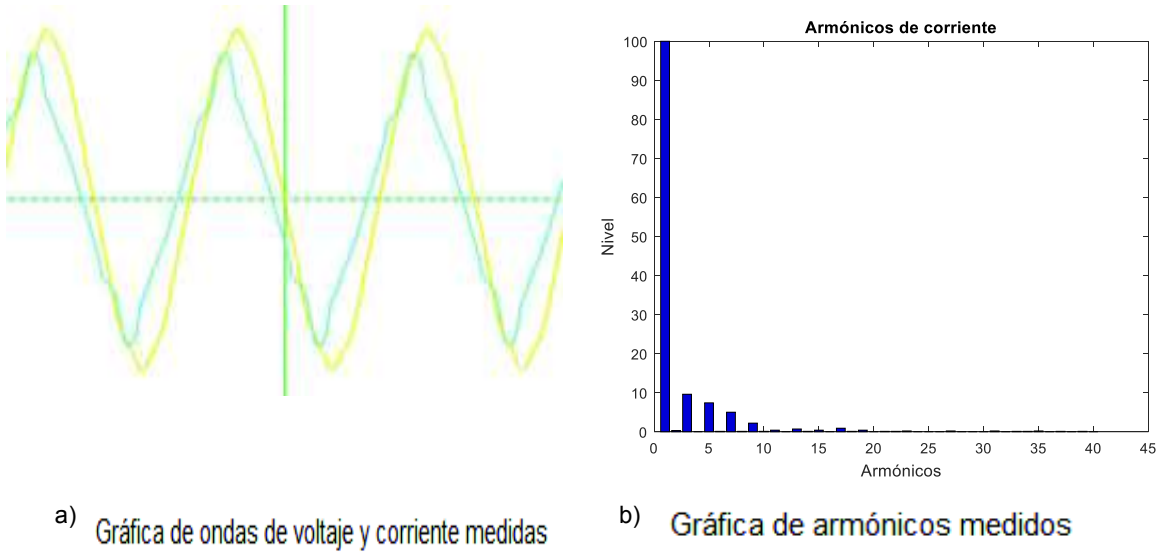 Armónicos de corriente
100
90
80
70
60
50
40
30
20
10
0
Nivel
0 5 10 15 20 25 30 35 40 45
Armónicos
a) Gráfica de ondas de voltaje y corriente medidas
b) Gráfica de armónicos medidos